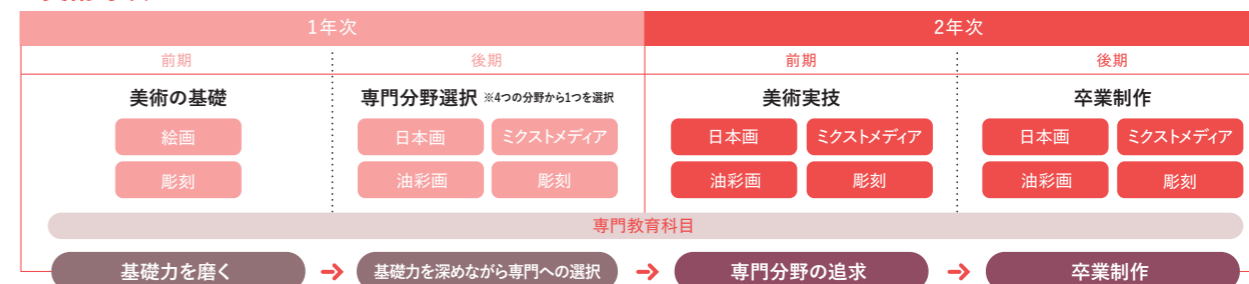 1年次 2年次
前期 後期 前期 後期
美術の基礎 専門分野選択 ※4つの分野から1つを選択 美術実技 卒業制作
絵画 日本画 ミクストメディア 日本画 ミクストメディア 日本画 ミクストメディア
彫刻 油彩画 彫刻 油彩画 彫刻 油彩画 彫刻
専門教育科目
基礎力を磨く → 基礎力を深めながら専門への選択 → 専門分野の追求 → 卒業制作